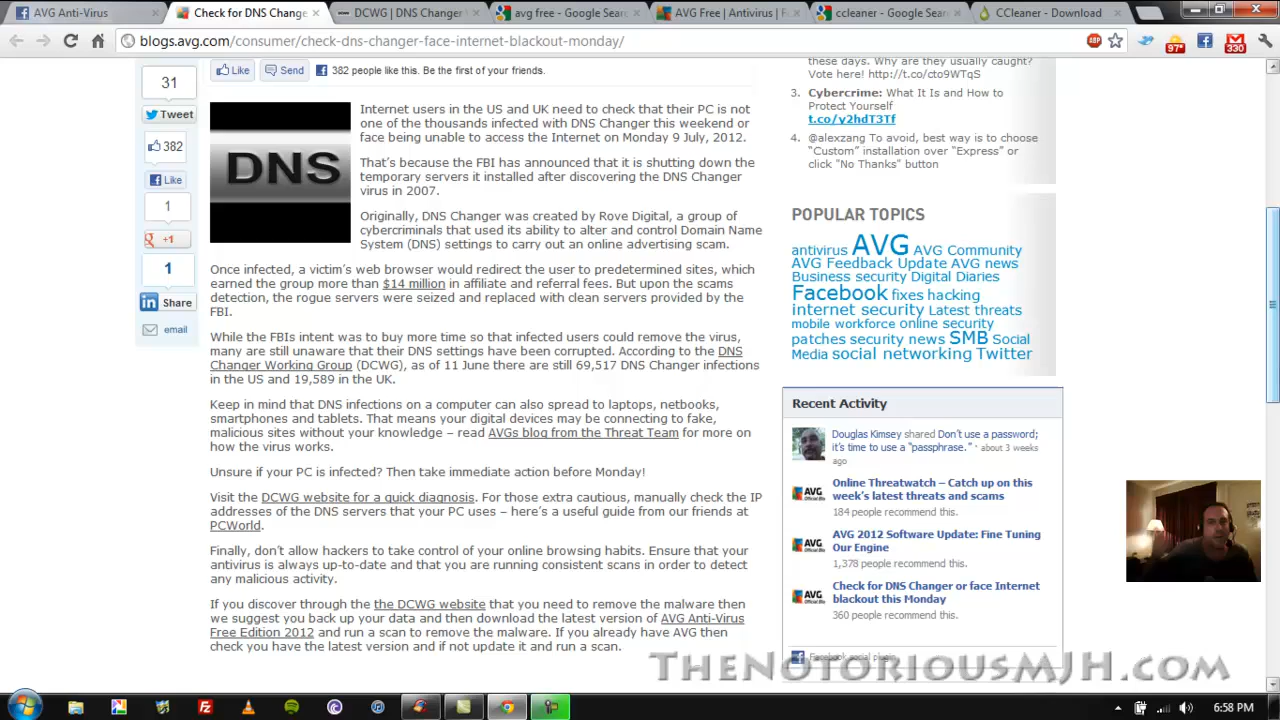 AVG Anti-Virus
Check for DNS Change
DCWG | DNS Changer
avg free - Google Sear
AVG Free | Antivirus | F
ccleaner - Google Sear
CCleaner - Download
blogs.avg.com/consumer/check-dns-changer-face-internet-blackout-monday/
ABP
97°
330
31
Tweet
382
Like
1
+1
1
in Share
email
Like
Send
382 people like this. Be the first of your friends.
DNS
Internet users in the US and UK need to check that their PC is not
one of the thousands infected with DNS Changer this weekend or
face being unable to access the Internet on Monday 9 July, 2012.
That's because the FBI has announced that it is shutting down the
temporary servers it installed after discovering the DNS Changer
virus in 2007.
Originally, DNS Changer was created by Rove Digital, a group of
cybercriminals that used its ability to alter and control Domain Name
System (DNS) settings to carry out an online advertising scam.
Once infected, a victim's web browser would redirect the user to predetermined sites, which
earned the group more than $14 million in affiliate and referral fees. But upon the scams
detection, the rogue servers were seized and replaced with clean servers provided by the
FBI.
While the FBIs intent was to buy more time so that infected users could remove the virus,
many are still unaware that their DNS settings have been corrupted. According to the DNS
Changer Working Group (DCWG), as of 11 June there are still 69,517 DNS Changer infections
in the US and 19,589 in the UK.
Keep in mind that DNS infections on a computer can also spread to laptops, netbooks,
smartphones and tablets. That means your digital devices may be connecting to fake,
malicious sites without your knowledge – read AVGs blog from the Threat Team for more on
how the virus works.
Unsure if your PC is infected? Then take immediate action before Monday!
Visit the DCWG website for a quick diagnosis. For those extra cautious, manually check the IP
addresses of the DNS servers that your PC uses – here's a useful guide from our friends at
PCWorld.
Finally, don't allow hackers to take control of your online browsing habits. Ensure that your
antivirus is always up-to-date and that you are running consistent scans in order to detect
any malicious activity.
If you discover through the the DCWG website that you need to remove the malware then
we suggest you back up your data and then download the latest version of AVG Anti-Virus
Free Edition 2012 and run a scan to remove the malware. If you already have AVG then
check you have the latest version and if not update it and run a scan.
these days. Why are they usually caught?
Vote here! http://t.co/cto9WTqS
3. Cybercrime: What It Is and How to
Protect Yourself
t.co/y2hdT3Tf
4. @alexzang To avoid, best way is to choose
“Custom” installation over “Express” or
click "No Thanks" button
POPULAR TOPICS
antivirus AVG AVG Community
AVG Feedback Update AVG news
Business security Digital Diaries
Facebook fixes hacking
internet security Latest threats
mobile workforce online security
patches security news SMB Social
Media social networking Twitter
Recent Activity
Douglas Kimsey shared Don't use a password;
it's time to use a "passphrase." · about 3 weeks
ago
AVG Online Threatwatch – Catch up on this
week's latest threats and scams
184 people recommend this.
AVG AVG 2012 Software Update: Fine Tuning
Our Engine
1,378 people recommend this.
AVG Check for DNS Changer or face Internet
blackout this Monday
360 people recommend this.
Facebook social plugin
TheNotoriousMJH.com
6:58 PM